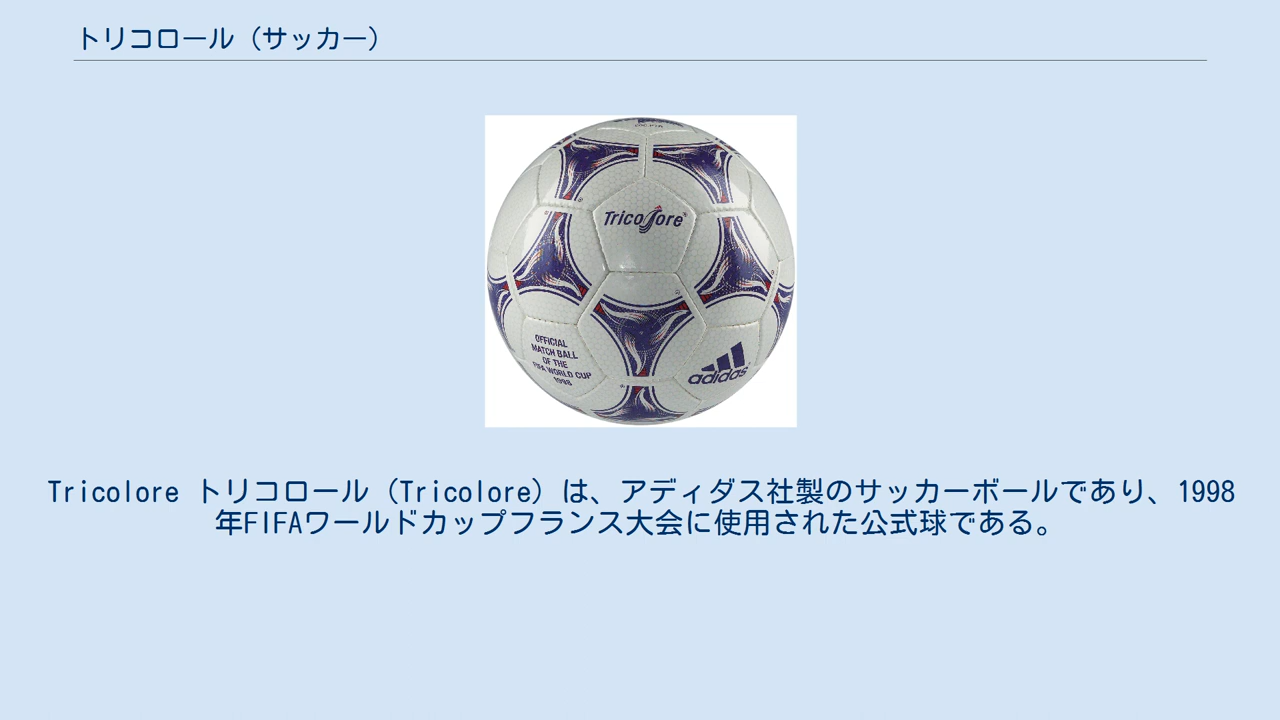 トリコロール（サッカー）
Tricolore
OFFICIAL
MATCH BALL
OF THE
FIFA WORLD CUP
1998
adidas
Tricolore トリコロール（Tricolore）は、アディダス社製のサッカーボールであり、1998
年FIFAワールドカップフランス大会に使用された公式球である。